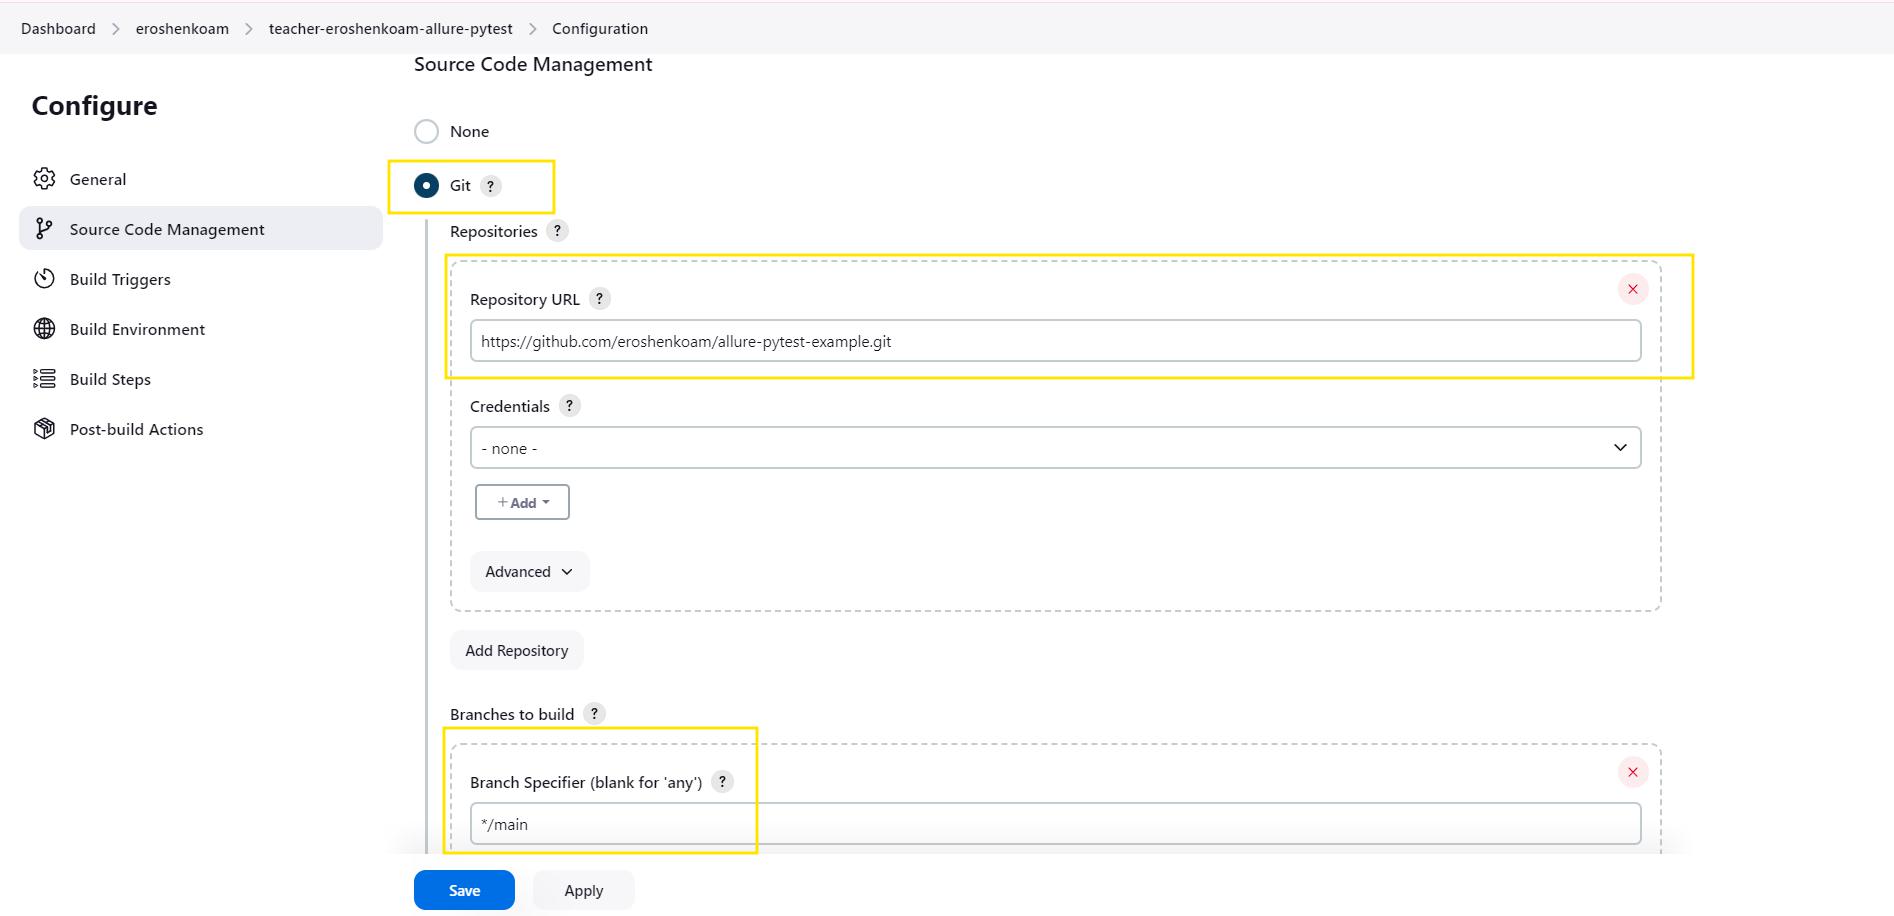 Dashboard > eroshenkoam > teacher-eroshenkoam-allure-pytest > Configuration
Configure
General
Source Code Management
Build Triggers
Build Environment
Build Steps
Post-build Actions
Source Code Management
None
Git ?
Repositories ?
Repository URL ?
https://github.com/eroshenkoam/allure-pytest-example.git
Credentials ?
- none -
+ Add
Advanced
Add Repository
Branches to build ?
Branch Specifier (blank for 'any') ?
*/main
Save Apply